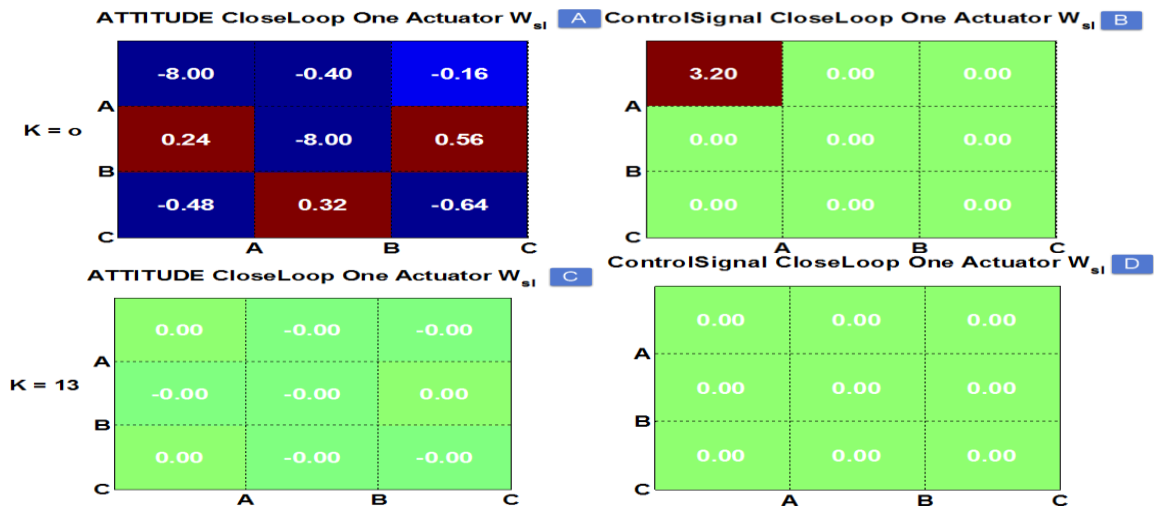 ATTITUDE CloseLoop One Actuator Wsl A
ControlSignal CloseLoop One Actuator Wsl B
-8.00 -0.40 -0.16
3.20 0.00 0.00
A
A
K = o
0.24 -8.00 0.56
0.00 0.00 0.00
B
B
-0.48 0.32 -0.64
0.00 0.00 0.00
C
C
A B C
A B C
ATTITUDE CloseLoop One Actuator Wsl C
ControlSignal CloseLoop One Actuator Wsl D
0.00 -0.00 -0.00
0.00 0.00 0.00
A
A
K = 13
-0.00 -0.00 0.00
0.00 0.00 0.00
B
B
0.00 -0.00 -0.00
0.00 0.00 0.00
C
C
A B C
A B C